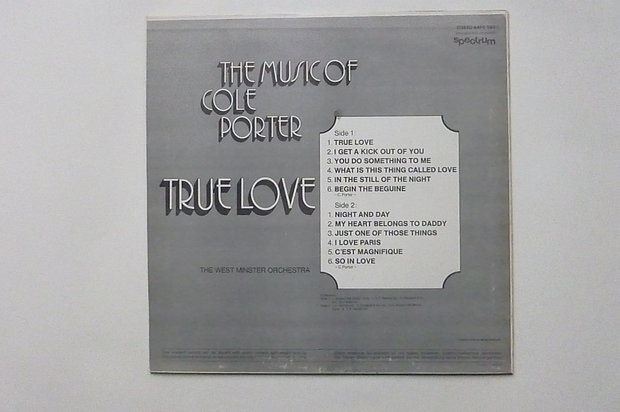 spectrum
THE MUSIC OF
COLE
PORTER
TRUE LOVE
THE WEST MINSTER ORCHESTRA
Side 1
1. TRUE LOVE
2. I GET A KICK OUT OF YOU
3. YOU DO SOMETHING TO ME
4. WHAT IS THIS THING CALLED LOVE
5. IN THE STILL OF THE NIGHT
6. BEGIN THE BEGUINE
- C. Porter -
Side 2:
1. NIGHT AND DAY
2. MY HEART BELONGS TO DADDY
3. JUST ONE OF THOSE THINGS
4. I LOVE PARIS
5. C'EST MAGNIFIQUE
6. SO IN LOVE
- C. Porter -